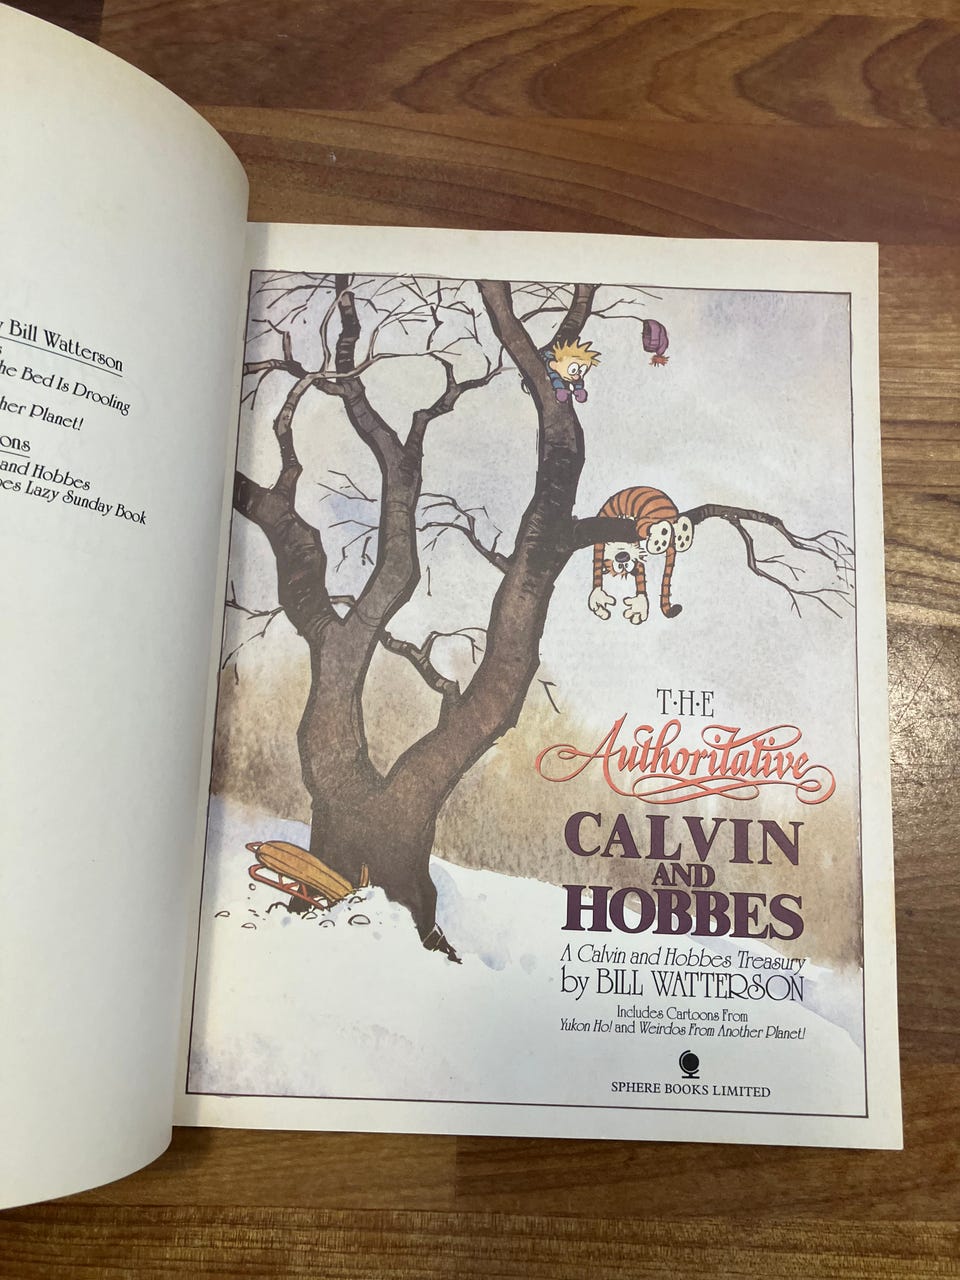 Bill Watterson
he Bed Is Drooling
her Planet!
ons
and Hobbes
es Lazy Sunday Book
T·H·E
Authoritative
CALVIN
AND
HOBBES
A Calvin and Hobbes Treasury
by BILL WATTERSON
Includes Cartoons From
Yukon Ho! and Weirdos From Another Planet!
SPHERE BOOKS LIMITED